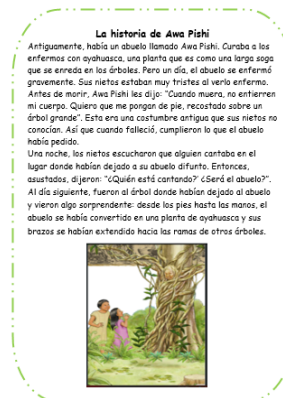 La historia de Awa Pishi
Antiguamente, había un abuelo llamado Awa Pishi. Curaba a los
enfermos con ayahuasca, una planta que es como una larga soga
que se enreda en los árboles. Pero un día, el abuelo se enfermó
gravemente. Sus nietos estaban muy tristes al verlo enfermo.
Antes de morir, Awa Pishi les dijo: "Cuando muera, no entierren
mi cuerpo. Quiero que me pongan de pie, recostado sobre un
árbol grande". Esta era una costumbre antigua que sus nietos no
conocían. Así que cuando falleció, cumplieron lo que el abuelo
había pedido.
Una noche, los nietos escucharon que alguien cantaba en el
lugar donde habían dejado a su abuelo difunto. Entonces,
asustados, dijeron: "¿Quién está cantando?' ¿Será el abuelo?".
Al día siguiente, fueron al árbol donde habían dejado al abuelo
y vieron algo sorprendente: desde los pies hasta las manos, el
abuelo se había convertido en una planta de ayahuasca y sus
brazos se habían extendido hacia las ramas de otros árboles.